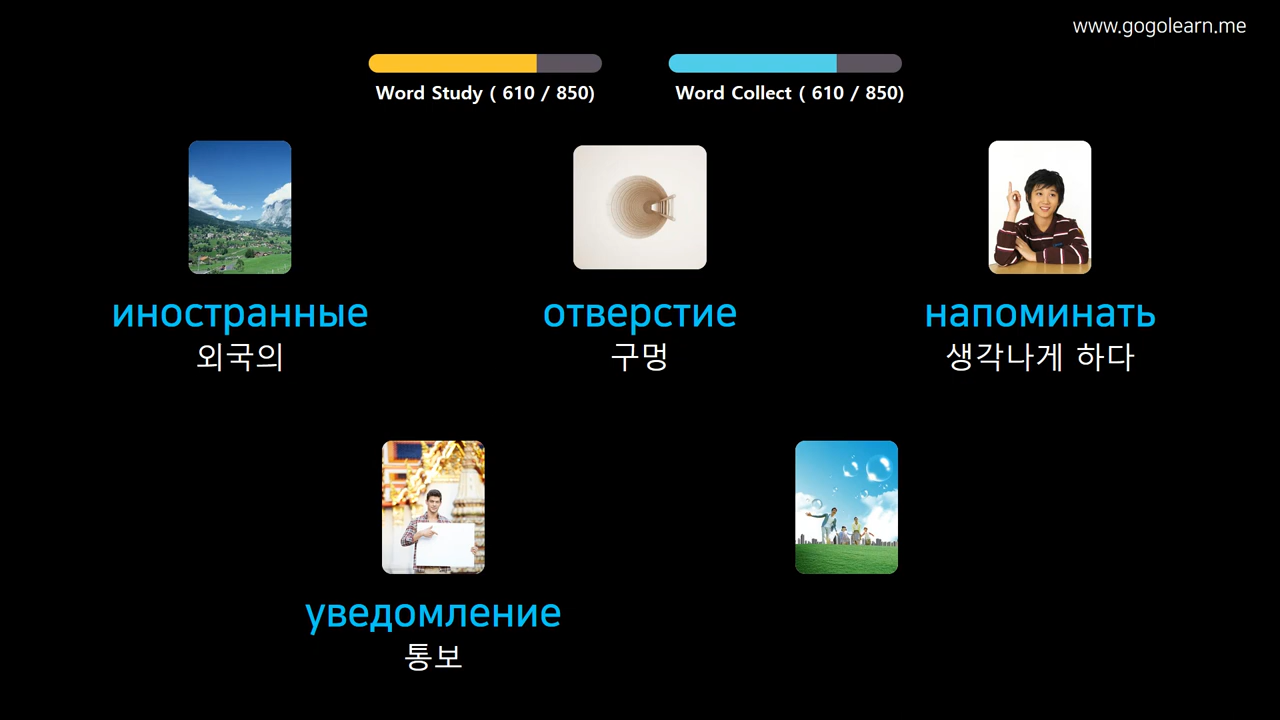 www.gogolearn.me
Word Study ( 610 / 850)
Word Collect ( 610 / 850)
иностранные
외국의
отверстие
구멍
напоминать
생각나게 하다
уведомление
통보